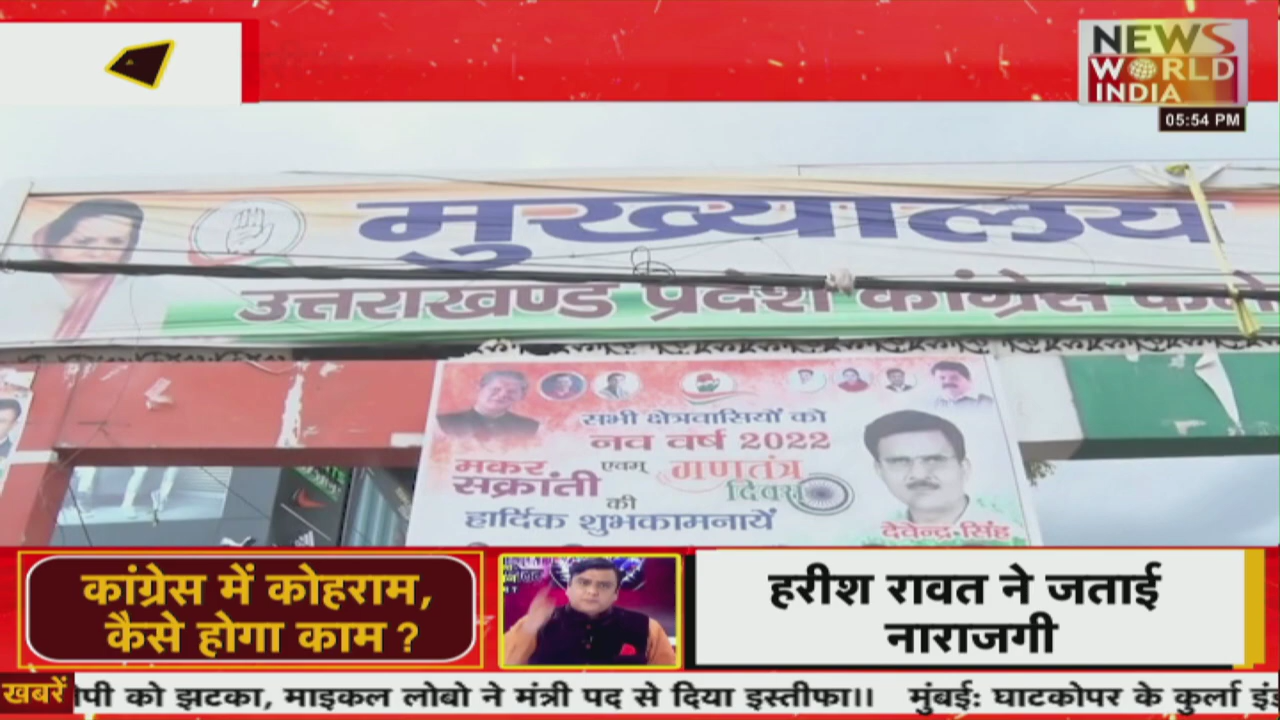 NEWS
WORLD
INDIA
05:54 PM
मुख्यालय
उत्तराखण्ड प्रदेश कांग्रेस
सभी क्षेत्रवासियों को
नव वर्ष 2022
मकर सक्रांती एवम् गणतंत्र दिवस
की
हार्दिक शुभकामनायें
देवेन्द्र सिंह
कांग्रेस में कोहराम,
कैसे होगा काम ?
हरीश रावत ने जताई
नाराजगी
खबरें पी को झटका, माइकल लोबो ने मंत्री पद से दिया इस्तीफा।। मुंबई: घाटकोपर के कुर्ला